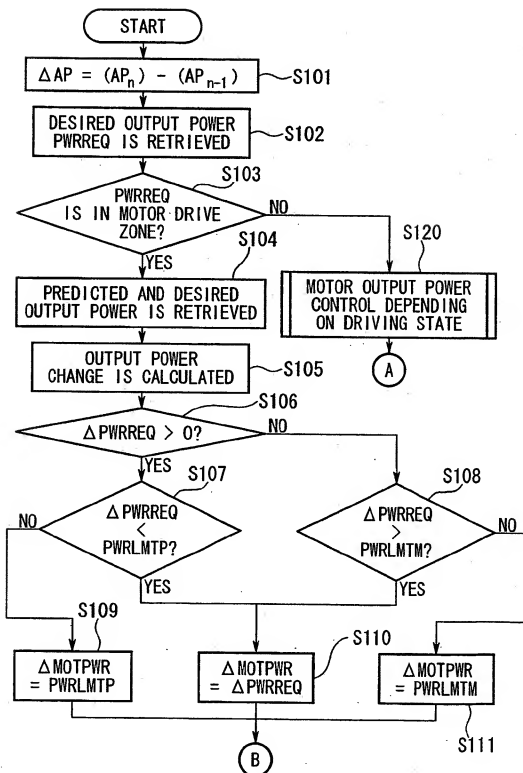 START
ΔAP = (APn) - (APn-1)
S101
DESIRED OUTPUT POWER
PWRREQ IS RETRIEVED
S102
S103
PWRREQ
IS IN MOTOR DRIVE
ZONE?
NO
YES
S104
S120
PREDICTED AND DESIRED
OUTPUT POWER IS RETRIEVED
MOTOR OUTPUT POWER
CONTROL DEPENDING
ON DRIVING STATE
A
OUTPUT POWER
CHANGE IS CALCULATED
S105
S106
ΔPWRREQ > 0?
NO
YES
S107
S108
NO
ΔPWRREQ
<
PWRLMTP?
YES
ΔPWRREQ
>
PWRLMTM?
NO
YES
S109
ΔMOTPWR
= PWRLMTP
S110
ΔMOTPWR
= ΔPWRREQ
ΔMOTPWR
= PWRLMTM
S111
B